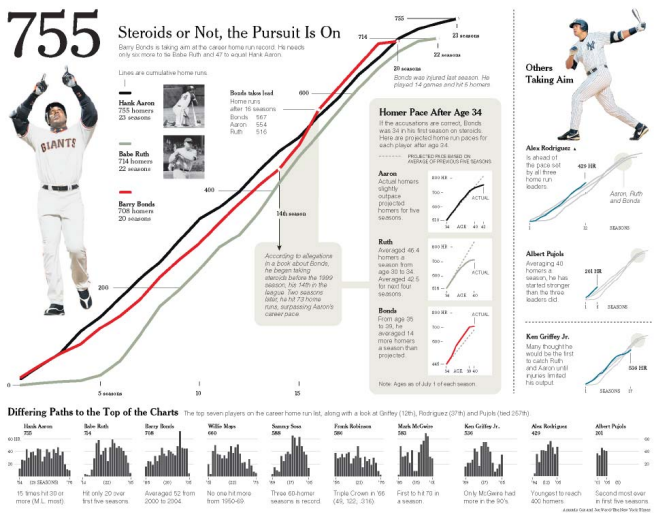 755
Steroids or Not, the Pursuit Is On
Barry Bonds is taking aim at the career home run record. He needs
only six more to tie Babe Ruth and 47 to equal Hank Aaron.
Lines are cumulative home runs
Hank Aaron
755 homers
23 seasons
Babe Ruth
714 homers
22 seasons
Barry Bonds
708 homers
20 seasons
GIANTS
Bonds takes lead
Home runs
after 16 seasons
Bonds 567
Aaron 554
Ruth 516
755
714
23 seasons
22 seasons
20 seasons
Bonds was injured last season. He
played 14 games and hit 5 homers
600
400
200
0
14th season
According to allegations
in a book about Bonds,
he began taking
steroids before the 1999
season, his 14th in the
league. Two seasons
later, he hit 73 home
runs, surpassing Aaron's
career pace.
5 seasons
10
15
Homer Pace After Age 34
If the accusations are correct, Bonds
was 34 in his first season on steroids.
Here are projected home run paces for
each player after age 34
PROJECTED PACE BASED ON
AVERAGE OF PREVIOUS FIVE SEASONS
Aaron
Actual homers
slightly
outpace
projected
homers for five
seasons.
ACTUAL
AGE
Ruth
Averaged 46.4
homers a
season from
age 30 to 34.
Averaged 42.5
for next four
seasons.
ACTUAL
AGE
Bonds
From age 35
to 39, he
averaged 14
more homers
a season than
projected.
ACTUAL
AGE
Note: Ages as of July 1 of each season.
Others
Taking Aim
Alex Rodriguez
Is ahead of
the pace set
by all three
home run
leaders.
429 HR
Aaron, Ruth
and Bonds
SEASONS
Albert Pujols
Averaging 40
homers a
season, he has
started stronger
than the three
leaders did.
201 HR
SEASONS
Ken Griffey Jr.
Many thought he
would be the first
to catch Ruth
and Aaron until
injuries limited
his output.
536 HR
SEASONS
Differing Paths to the Top of the Charts
The top seven players on the career home run list, along with a look at Griffey (12th), Rodriguez (37th) and Pujols (tied 257th).
Hank Aaron
755
15 times hit 30 or
more (M.L. most).
Babe Ruth
714
Hit only 20 over
first five seasons.
Barry Bonds
708
Averaged 52 from
2000 to 2004
Willie Mays
660
No one hit more
from 1950-69.
Sammy Sosa
588
Three 60-homer
seasons is record.
Frank Robinson
586
Triple Crown in '66
(49, 122, .316)
Mark McGwire
583
First to hit 70 in
a season.
Ken Griffey Jr.
536
Only McGwire had
more in the 90's.
Alex Rodriguez
429
Youngest to reach
400 homers.
Albert Pujols
201
Second most ever
in first five seasons.